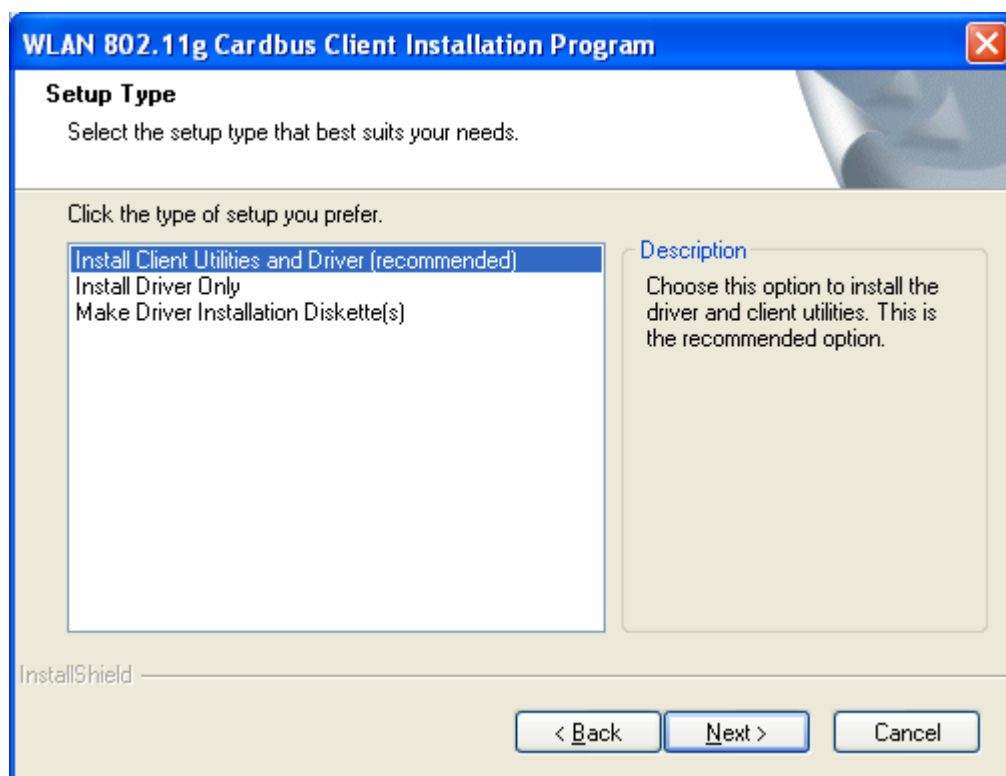 WLAN 802.11g Cardbus Client Installation Program
Setup Type
Select the setup type that best suits your needs.
Click the type of setup you prefer.
Install Client Utilities and Driver (recommended)
Install Driver Only
Make Driver Installation Diskette(s)
Description
Choose this option to install the
driver and client utilities. This is
the recommended option.
InstallShield
< Back
Next >
Cancel